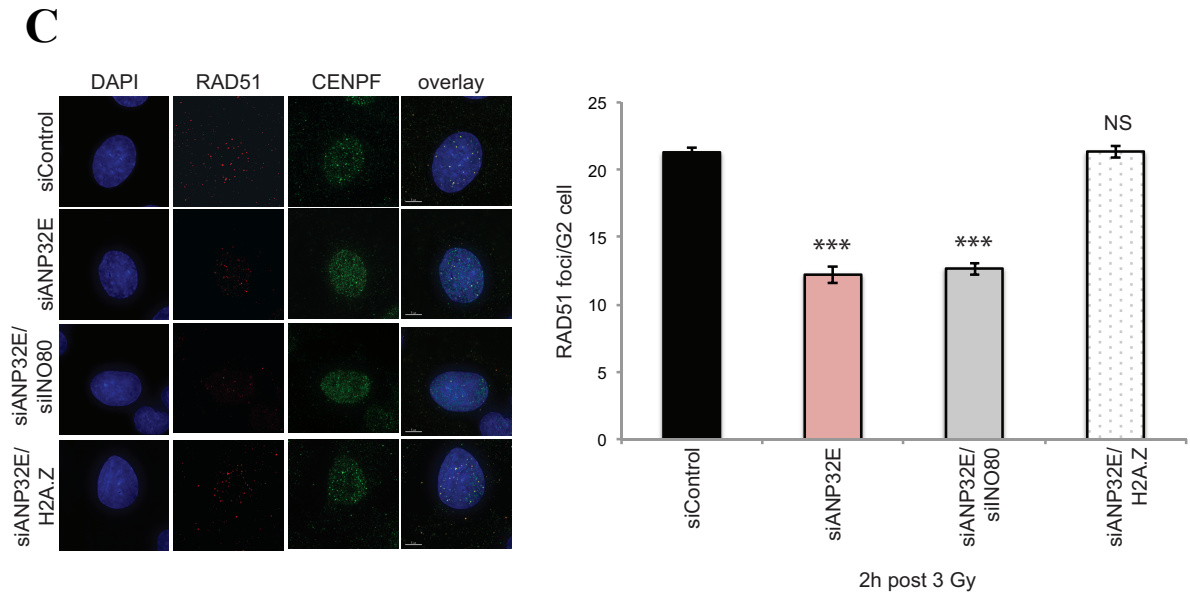 C
DAPI RAD51 CENPF overlay
siControl
siANP32E
siANP32E/
siINO80
siANP32E/
H2A.Z
RAD51 foci/G2 cell
25
20
15
10
5
0
***
***
NS
siControl
siANP32E
siANP32E/
siINO80
siANP32E/
H2A.Z
2h post 3 Gy